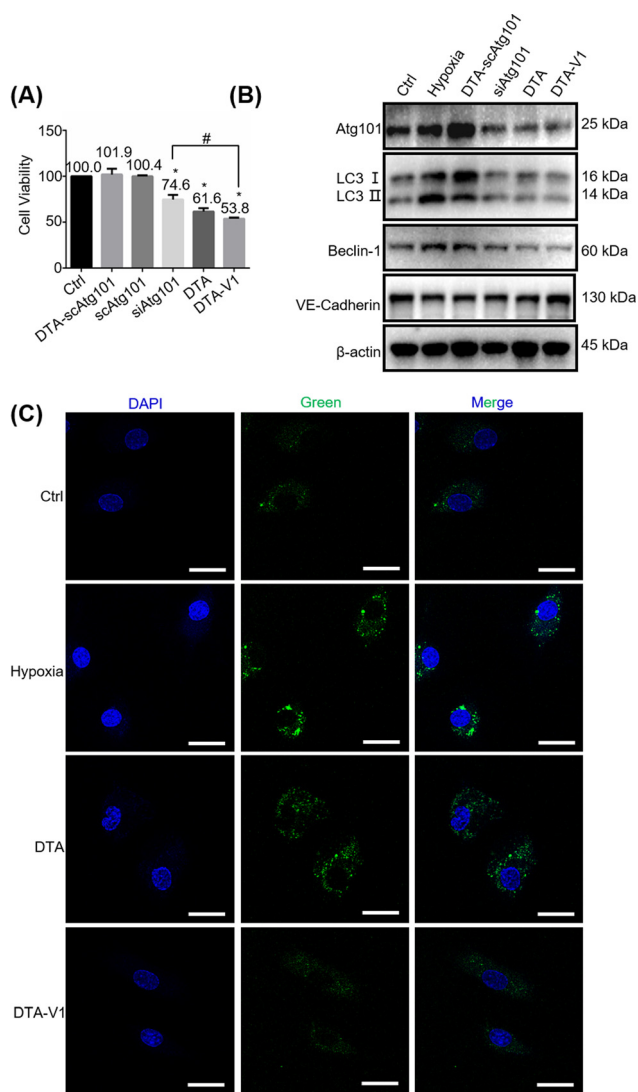 (A)
Cell Viability
150
100
50
0
100.0
101.9
100.4
*
74.6
*
61.6
*
53.8
#
Ctrl
DTA-scAtg101
scAtg101
siAtg101
DTA
DTA-V1
(B)
Ctrl
Hypoxia
DTA-scAtg101
siAtg101
DTA
DTA-V1
Atg101
25 kDa
LC3 Ⅰ
16 kDa
LC3 Ⅱ
14 kDa
Beclin-1
60 kDa
VE-Cadherin
130 kDa
β-actin
45 kDa
(C)
DAPI Green Merge
Ctrl
Hypoxia
DTA
DTA-V1